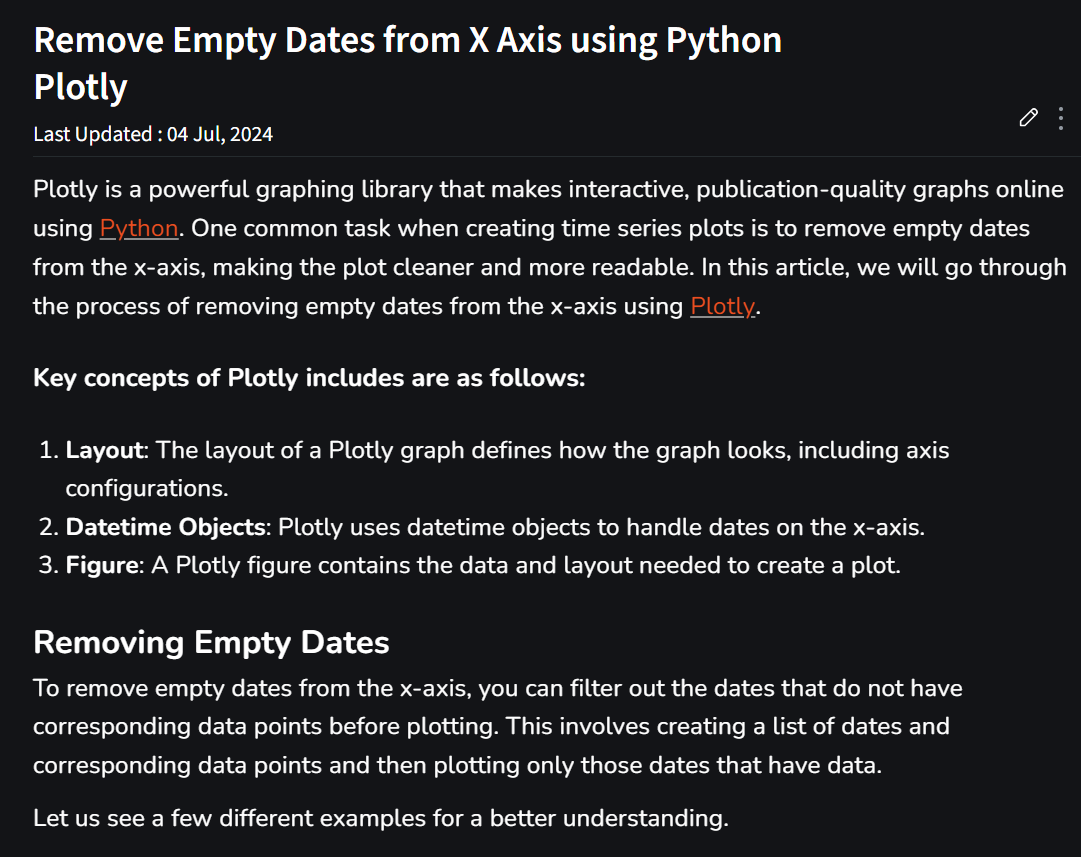 Remove Empty Dates from X Axis using Python
Plotly
Last Updated : 04 Jul, 2024
Plotly is a powerful graphing library that makes interactive, publication-quality graphs online
using Python. One common task when creating time series plots is to remove empty dates
from the x-axis, making the plot cleaner and more readable. In this article, we will go through
the process of removing empty dates from the x-axis using Plotly.
Key concepts of Plotly includes are as follows:
1. Layout: The layout of a Plotly graph defines how the graph looks, including axis
configurations.
2. Datetime Objects: Plotly uses datetime objects to handle dates on the x-axis.
3. Figure: A Plotly figure contains the data and layout needed to create a plot.
Removing Empty Dates
To remove empty dates from the x-axis, you can filter out the dates that do not have
corresponding data points before plotting. This involves creating a list of dates and
corresponding data points and then plotting only those dates that have data.
Let us see a few different examples for a better understanding.